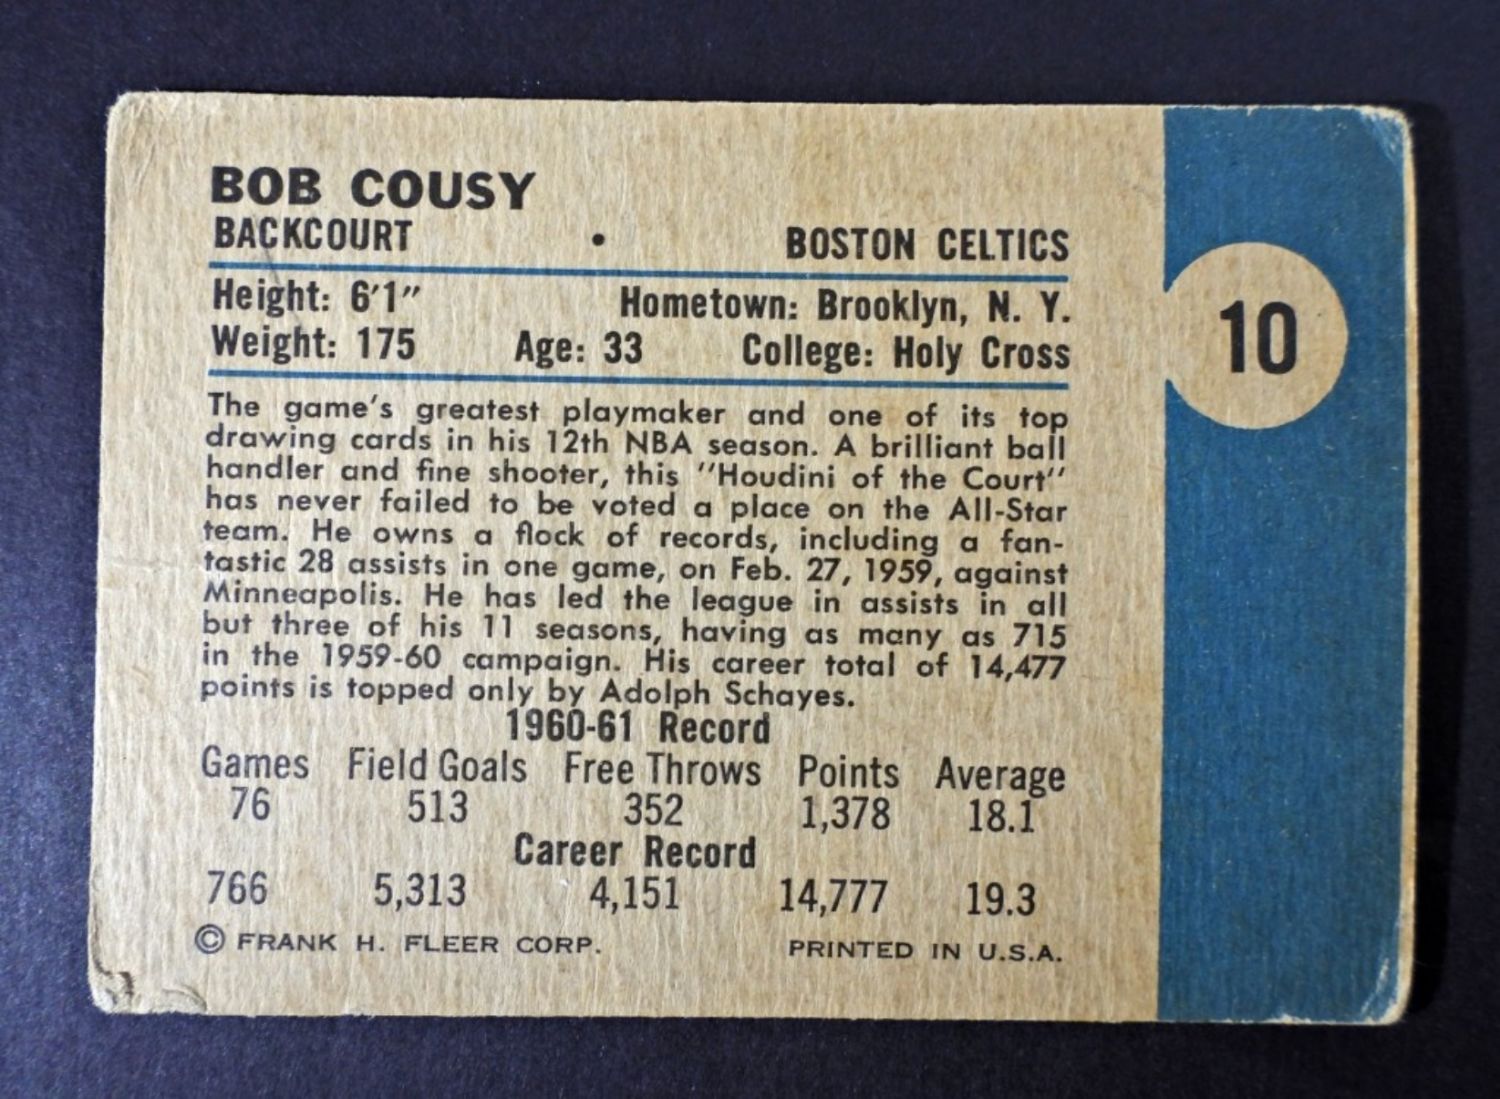 BOB COUSY
BACKCOURT • BOSTON CELTICS
Height: 6'1" Hometown: Brooklyn, N. Y.
Weight: 175 Age: 33 College: Holy Cross
10
The game's greatest playmaker and one of its top
drawing cards in his 12th NBA season. A brilliant ball
handler and fine shooter, this "Houdini of the Court"
has never failed to be voted a place on the All-Star
team. He owns a flock of records, including a fan-
tastic 28 assists in one game, on Feb. 27, 1959, against
Minneapolis. He has led the league in assists in all
but three of his 11 seasons, having as many as 715
in the 1959-60 campaign. His career total of 14,477
points is topped only by Adolph Schayes.
1960-61 Record
Games Field Goals Free Throws Points Average
76 513 352 1,378 18.1
Career Record
766 5,313 4,151 14,777 19.3
© FRANK H. FLEER CORP. PRINTED IN U.S.A.